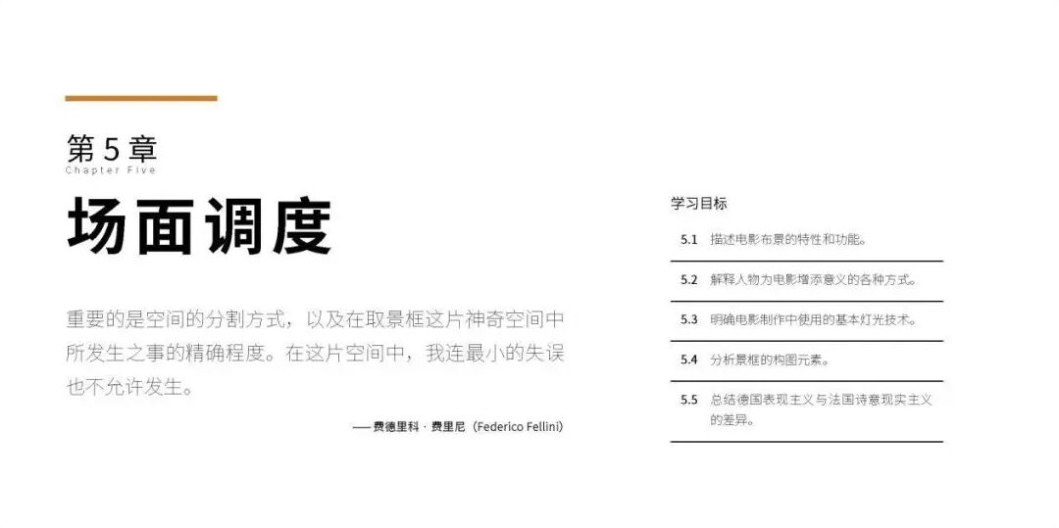 第 5 章
Chapter Five
场面调度
重要的是空间的分割方式，以及在取景框这片神奇空间中
所发生之事的精确程度。在这片空间中，我连最小的失误
也不允许发生。
——费德里科 · 费里尼（Federico Fellini）
学习目标
5.1 描述电影布景的特性和功能。
5.2 解释人物为电影增添意义的各种方式。
5.3 明确电影制作中使用的基本灯光技术。
5.4 分析景框的构图元素。
5.5 总结德国表现主义与法国诗意现实主义
的差异。